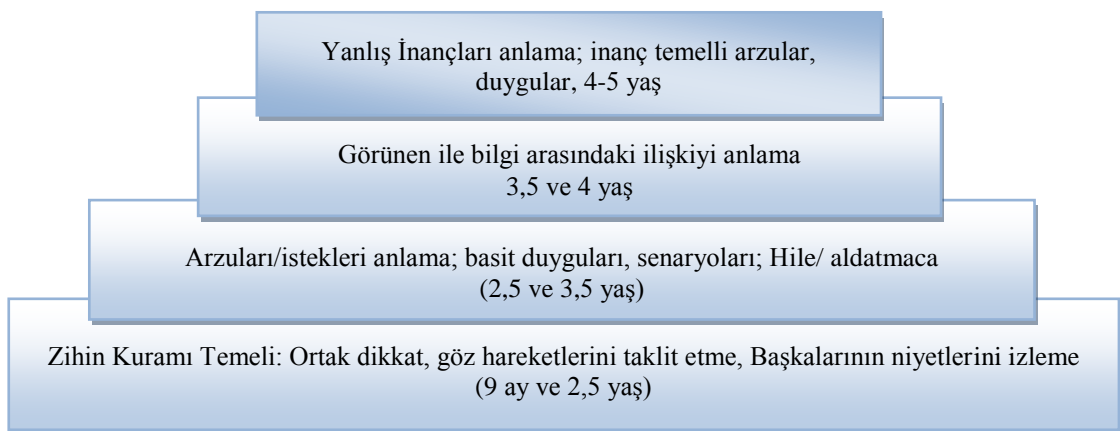 Yanlış İnançları anlama; inanç temelli arzular,
duygular, 4-5 yaş
Görünen ile bilgi arasındaki ilişkiyi anlama
3,5 ve 4 yaş
Arzuları/istekleri anlama; basit duyguları, senaryoları; Hile/ aldatmaca
(2,5 ve 3,5 yaş)
Zihin Kuramı Temeli: Ortak dikkat, göz hareketlerini taklit etme, Başkalarının niyetlerini izleme
(9 ay ve 2,5 yaş)